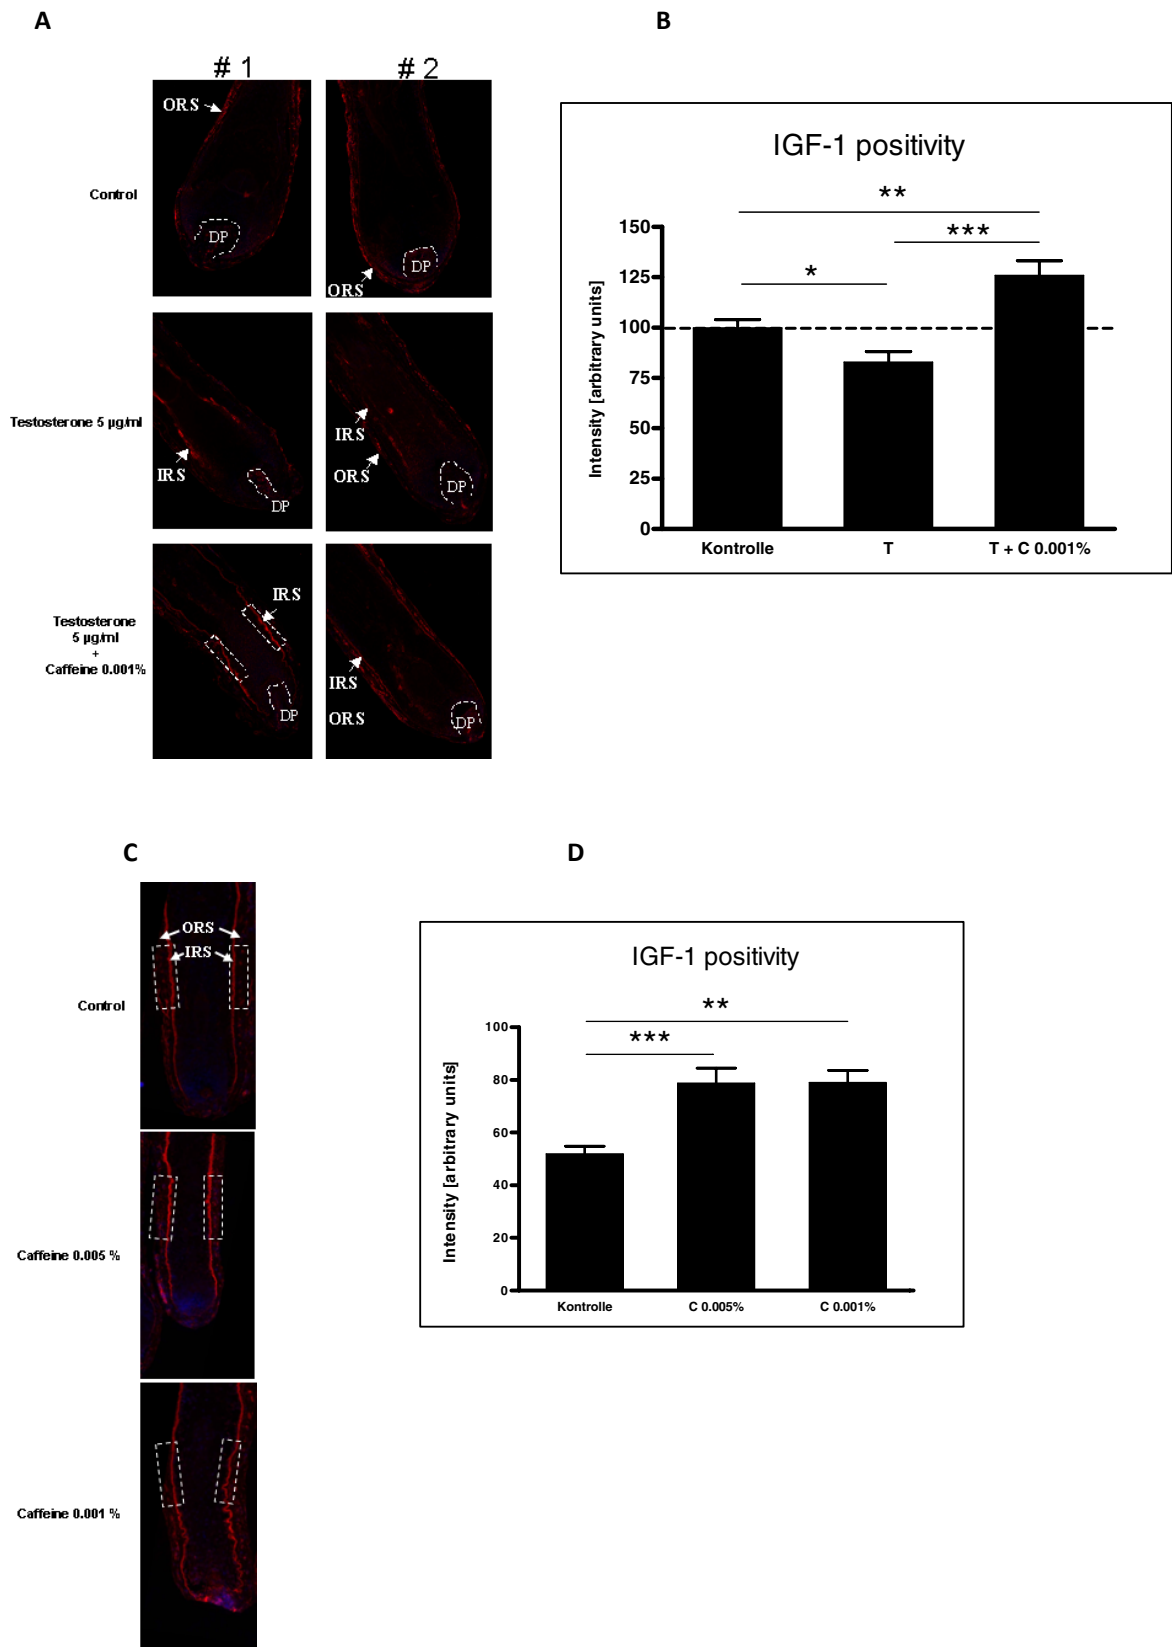 A
B
# 1
# 2
ORS
DP
Control
DP
ORS
Testosterone 5 µg/ml
IRS
DP
IRS
ORS
DP
Testosterone
5 µg/ml
+
Caffeine 0.001%
IRS
DP
IRS
ORS
DP
IGF-1 positivity
**
***
*
Intensity [arbitrary units]
150
125
100
75
50
25
0
Kontrolle T T + C 0.001%
C
D
ORS
IRS
Control
Caffeine 0.005 %
Caffeine 0.001 %
IGF-1 positivity
**
***
Intensity [arbitrary units]
100
80
60
40
20
0
Kontrolle C 0.005% C 0.001%